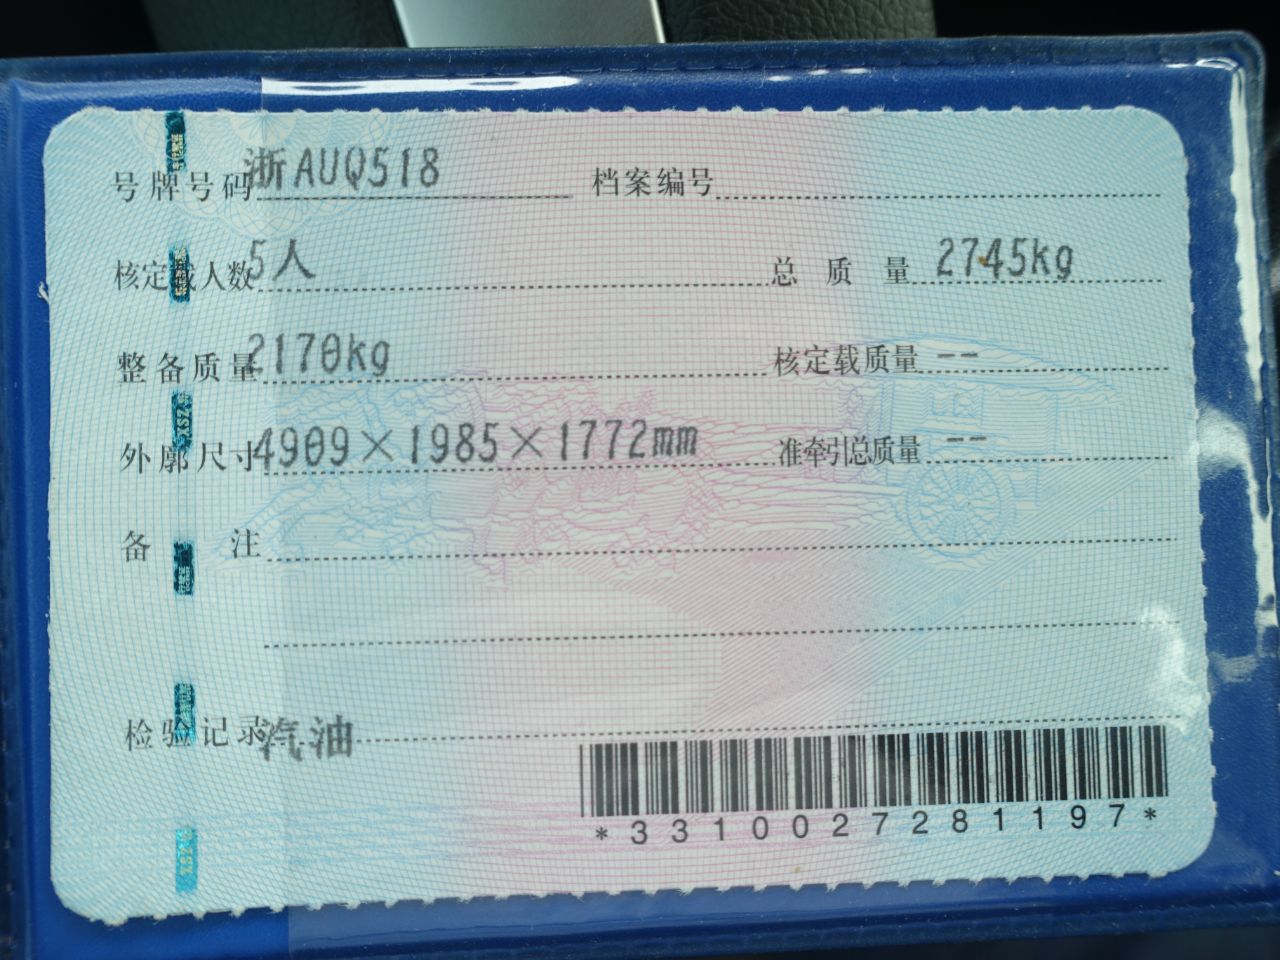 号牌号码 浙AUQ518 档案编号
核定载人数 5人 总质量 2745kg
整备质量 2170kg 核定载质量 --
外廓尺寸 4909×1985×1772mm 准牵引总质量 --
备注
检验记录 汽油
*3310027281197*